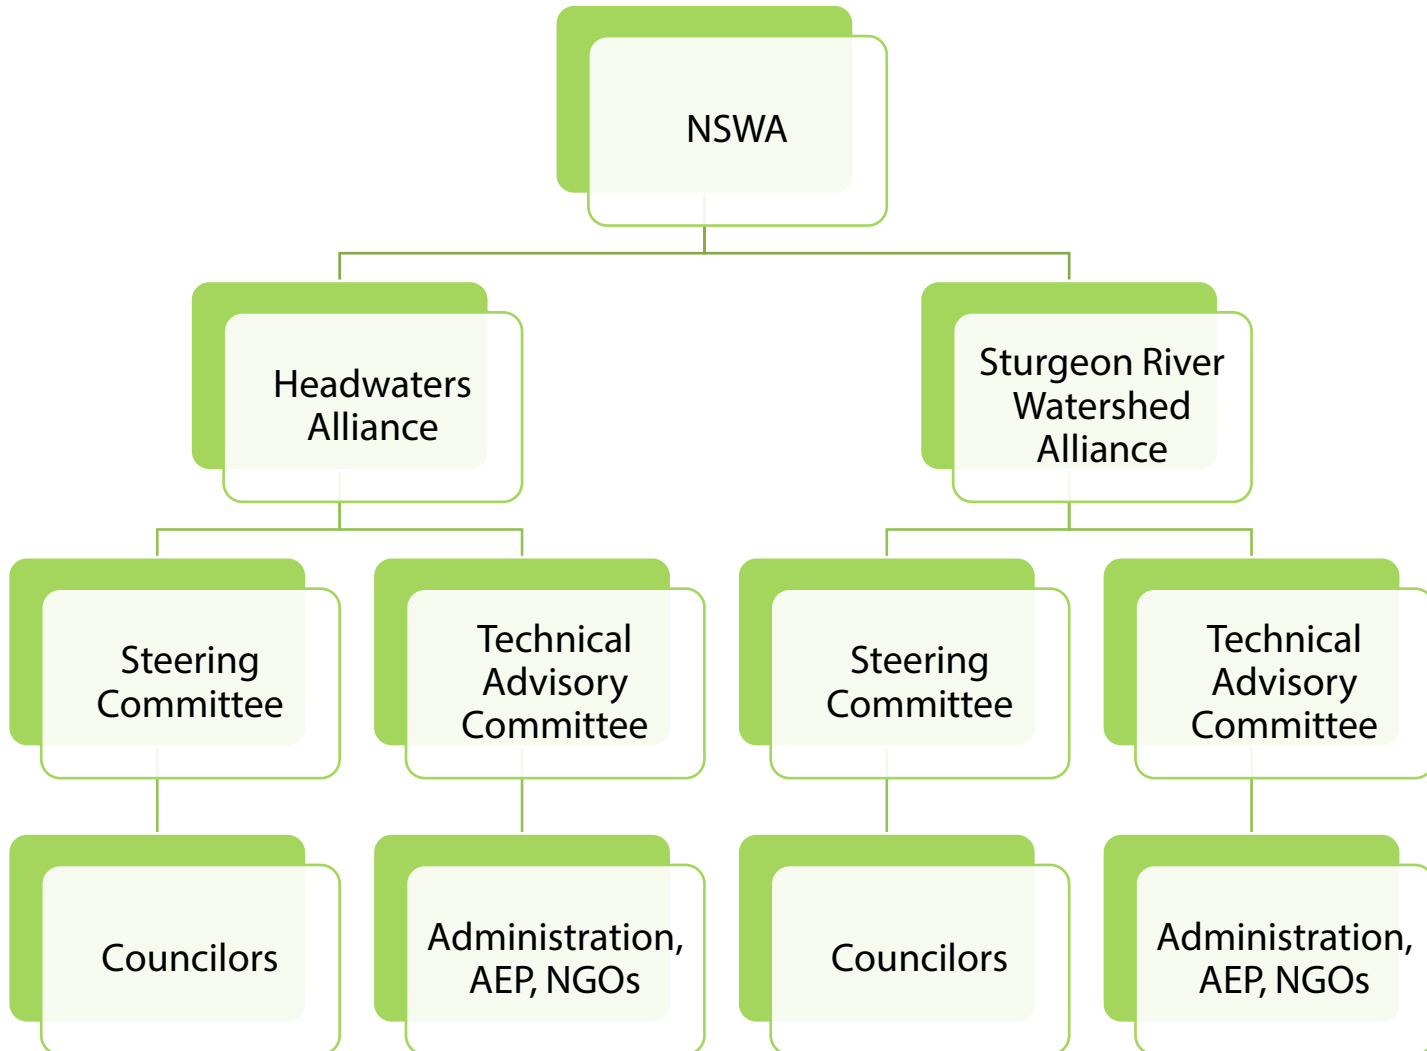 NSWA
Headwaters
Alliance
Sturgeon River
Watershed
Alliance
Steering
Committee
Technical
Advisory
Committee
Steering
Committee
Technical
Advisory
Committee
Councilors
Administration,
AEP, NGOs
Councilors
Administration,
AEP, NGOs